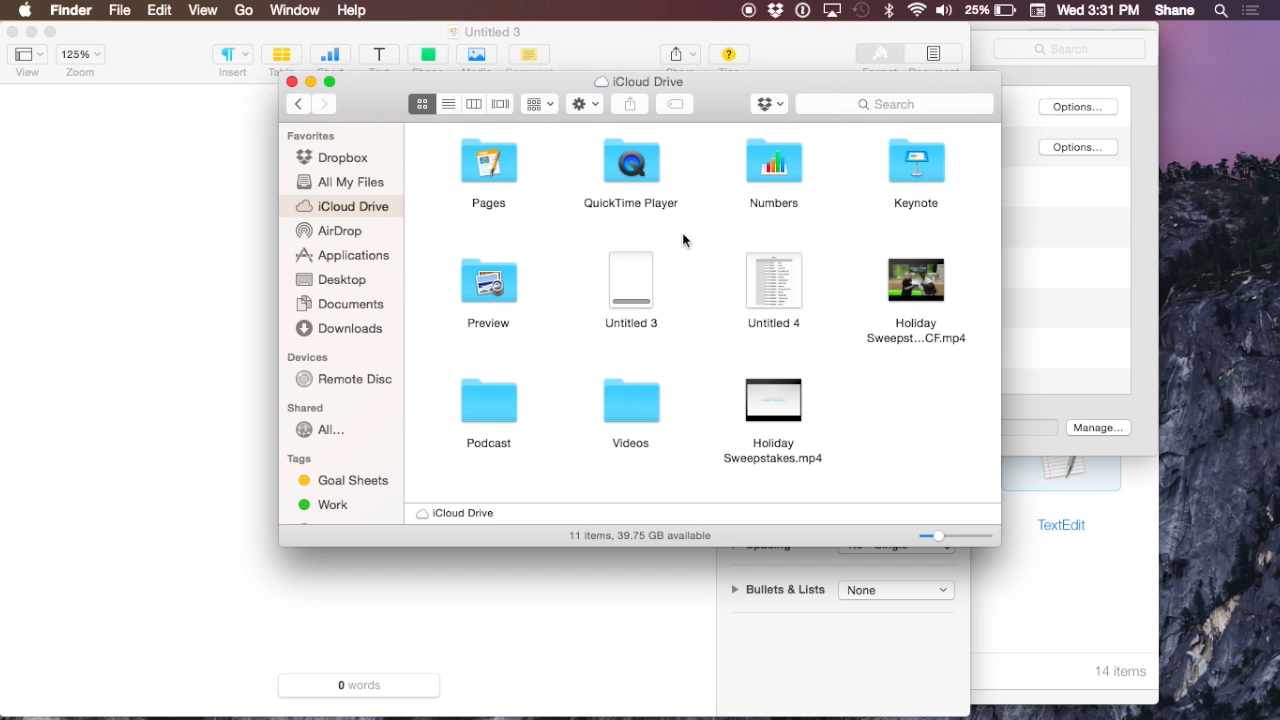 Finder File Edit View Go Window Help 25% Wed 3:31 PM Shane
Untitled 3
125%
View Zoom Insert
iCloud Drive
Search
Search
Favorites
Dropbox
All My Files
iCloud Drive
AirDrop
Applications
Desktop
Documents
Downloads
Devices
Remote Disc
Shared
All...
Tags
Goal Sheets
Work
Pages QuickTime Player Numbers Keynote
Preview Untitled 3 Untitled 4 Holiday
Sweepst...CF.mp4
Podcast Videos Holiday
Sweepstakes.mp4
iCloud Drive
11 items, 39.75 GB available
Options...
Options...
Manage...
TextEdit
14 items
Bullets & Lists None
0 words